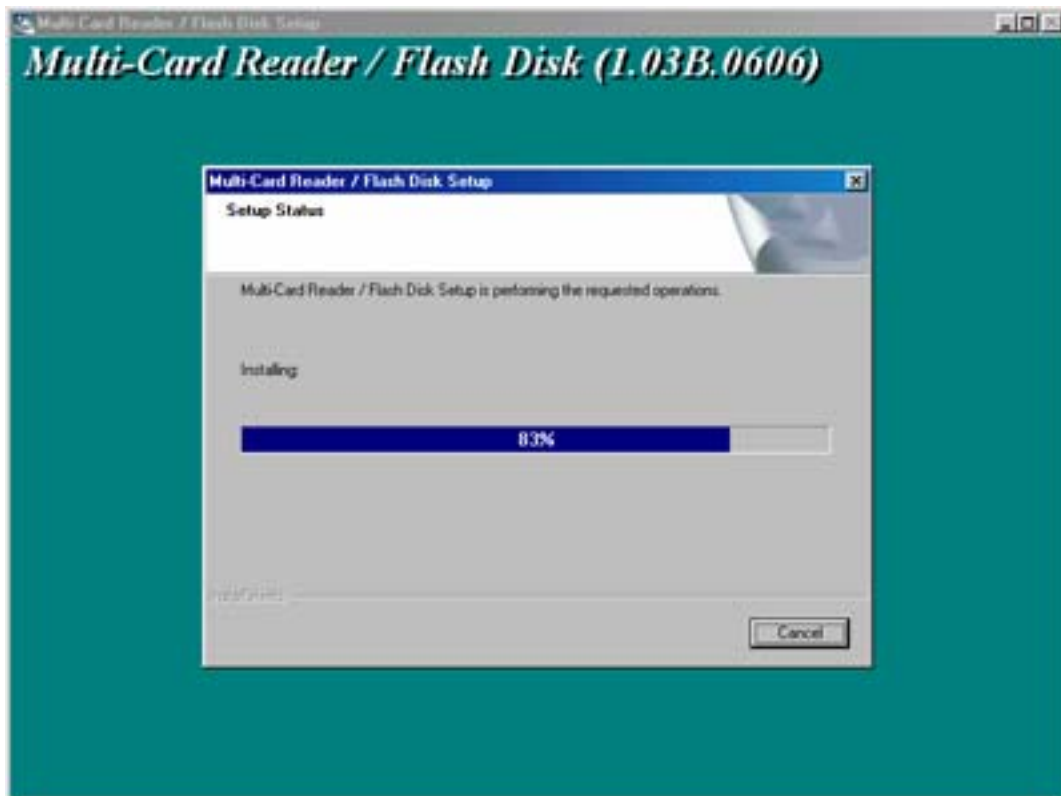 Multi-Card Reader / Flash Disk Setup
Multi-Card Reader / Flash Disk (1.03B.0606)
Multi-Card Reader / Flash Disk Setup
Setup Status
Multi-Card Reader / Flash Disk Setup is performing the requested operations.
Installing:
83%
Cancel